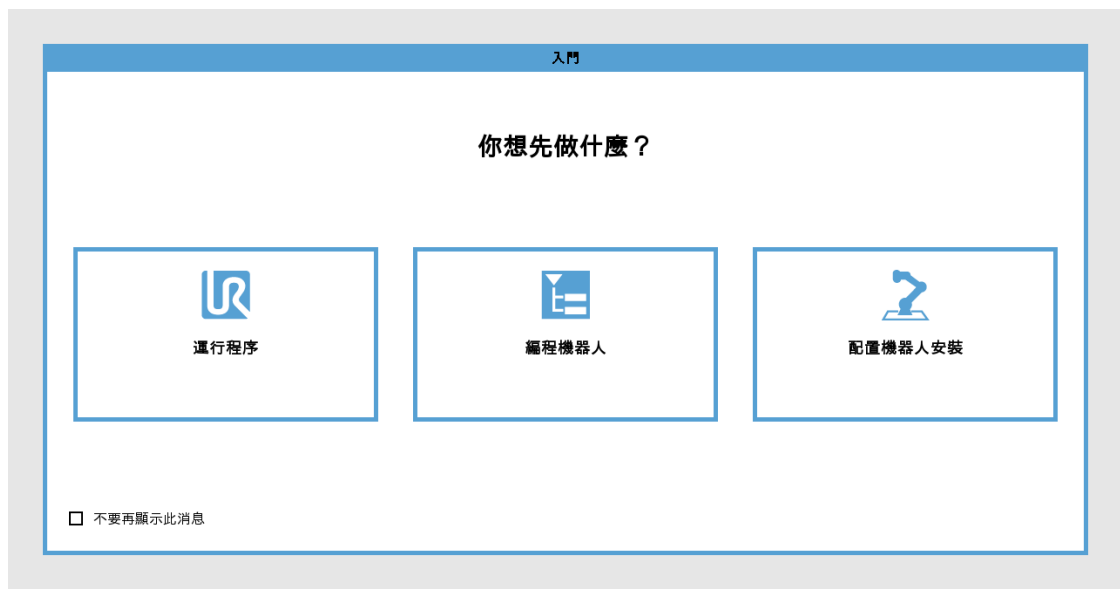 入門
你想先做什麼？
運行程序
編程機器人
配置機器人安裝
不要再顯示此消息